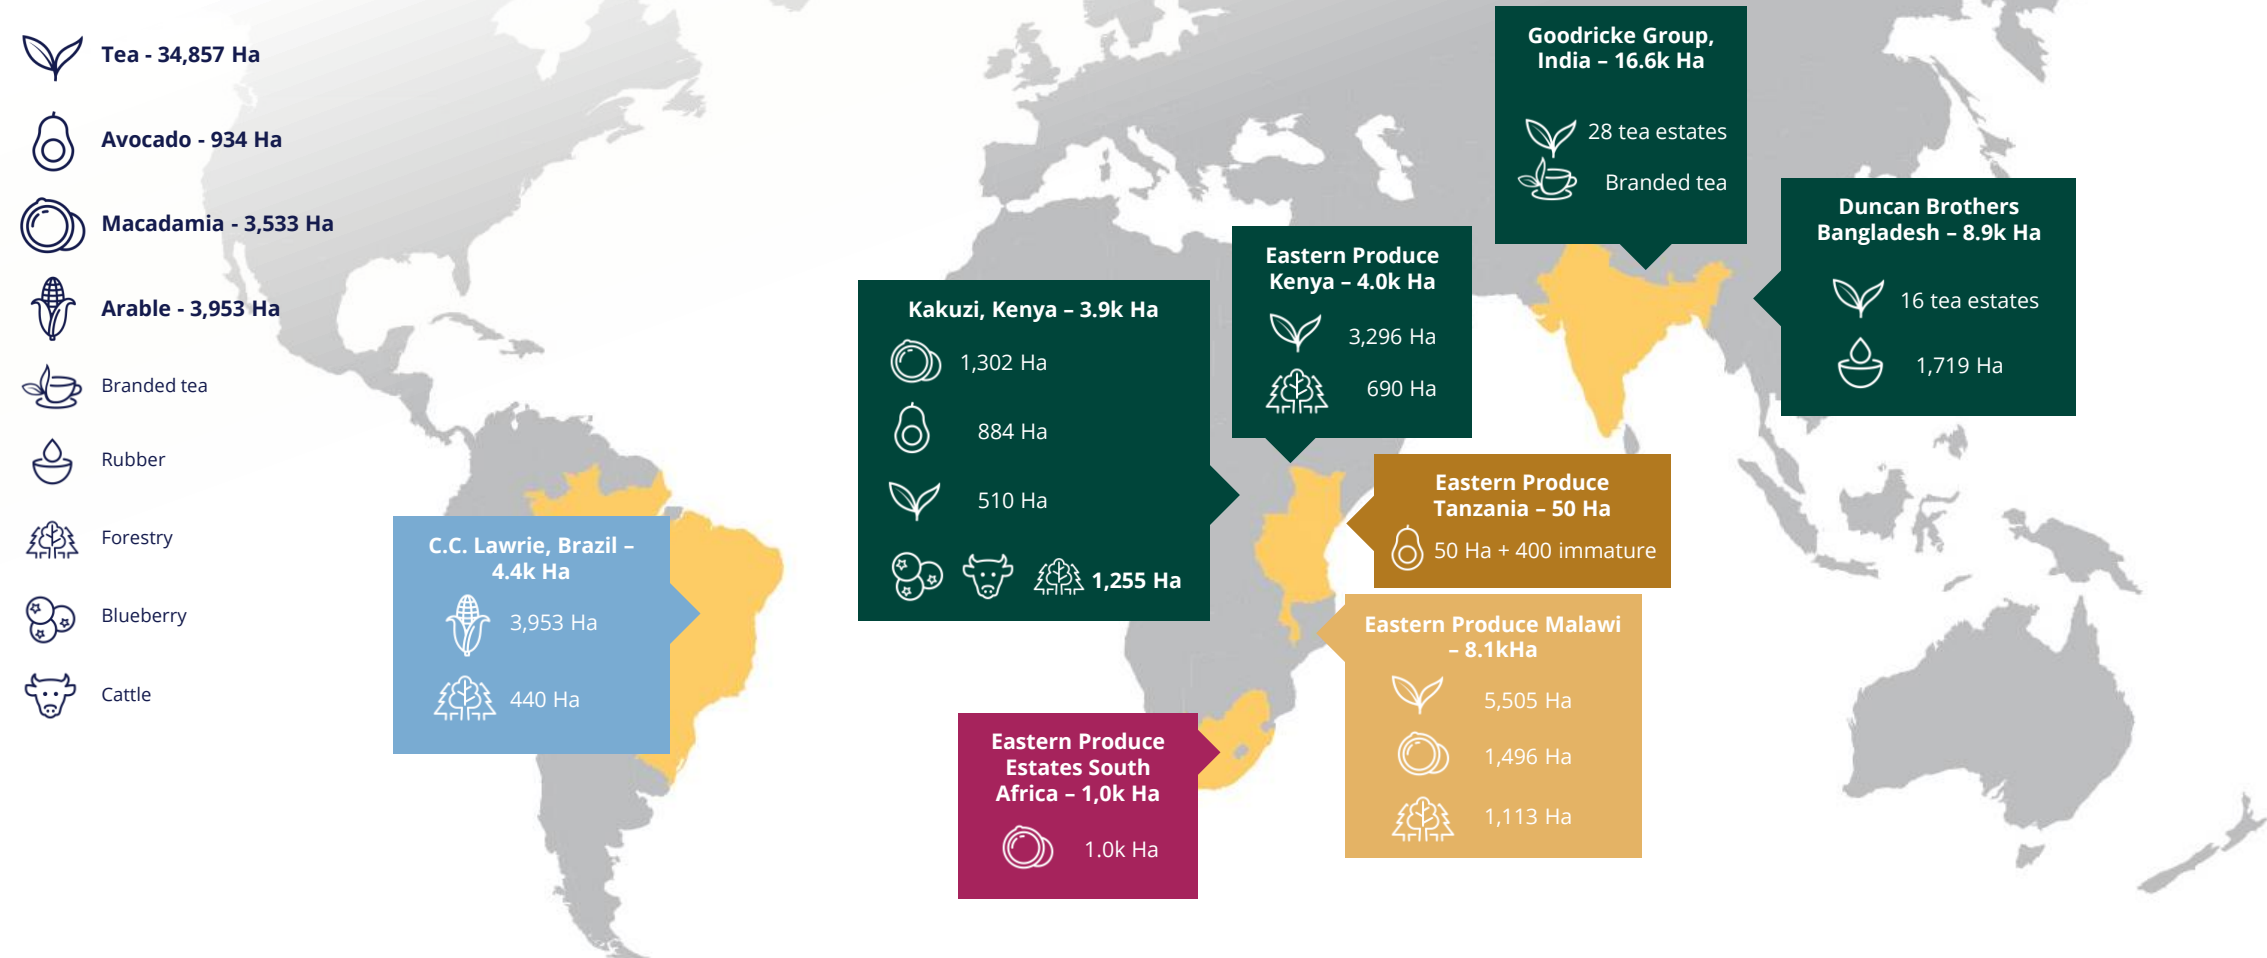 Tea - 34,857 Ha
Avocado - 934 Ha
Macadamia - 3,533 Ha
Arable - 3,953 Ha
Branded tea
Rubber
Forestry
Blueberry
Cattle
C.C. Lawrie, Brazil –
4.4k Ha
3,953 Ha
440 Ha
Kakuzi, Kenya – 3.9k Ha
1,302 Ha
884 Ha
510 Ha
1,255 Ha
Eastern Produce
Estates South
Africa – 1,0k Ha
1.0k Ha
Eastern Produce
Kenya – 4.0k Ha
3,296 Ha
690 Ha
Goodricke Group,
India – 16.6k Ha
28 tea estates
Branded tea
Duncan Brothers
Bangladesh – 8.9k Ha
16 tea estates
1,719 Ha
Eastern Produce
Tanzania – 50 Ha
50 Ha + 400 immature
Eastern Produce Malawi
– 8.1kHa
5,505 Ha
1,496 Ha
1,113 Ha